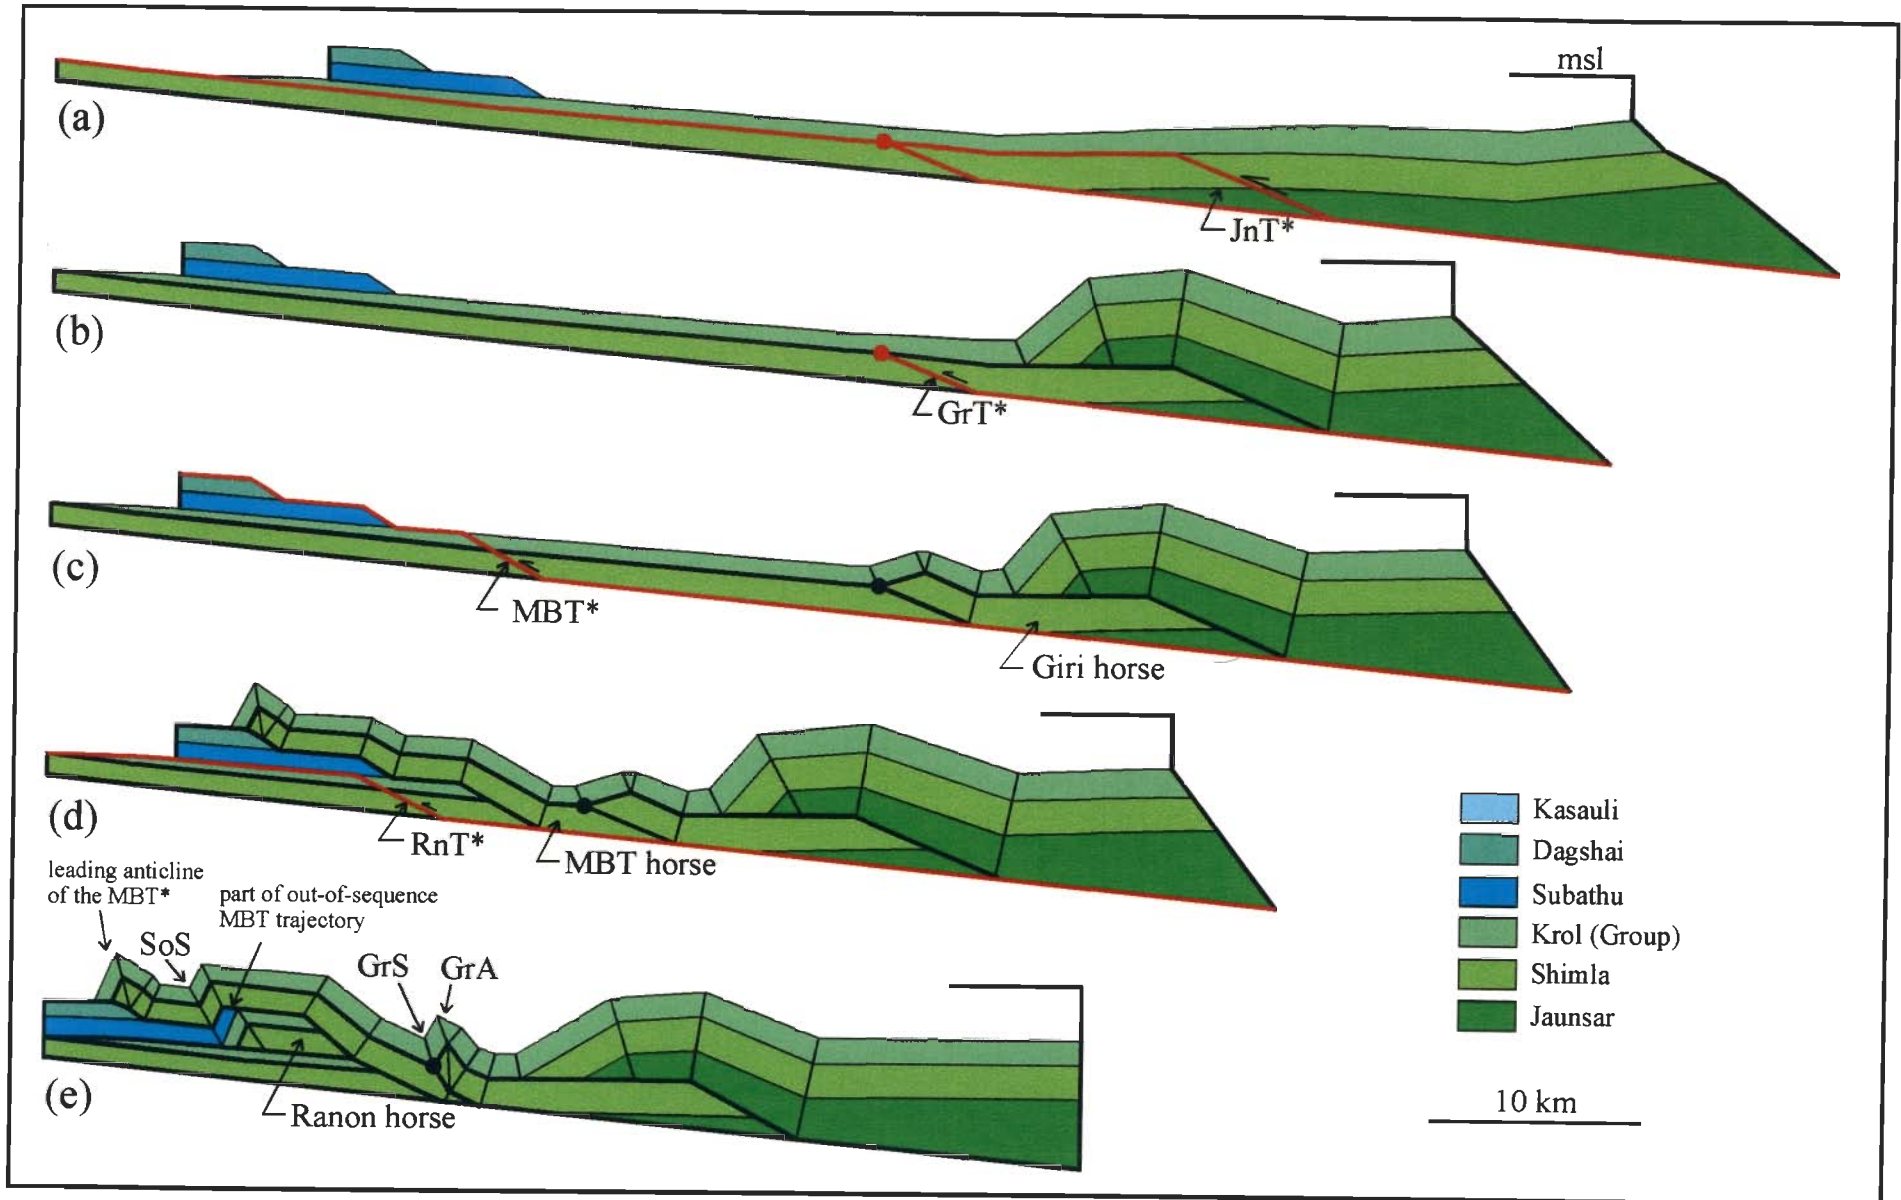 msl
(a)
JnT*
(b)
GrT*
(c)
MBT*
Giri horse
(d)
RnT*
MBT horse
leading anticline
of the MBT*
part of out-of-sequence
MBT trajectory
SoS
GrS
GrA
(e)
Ranon horse
Kasauli
Dagshai
Subathu
Krol (Group)
Shimla
Jaunsar
10 km